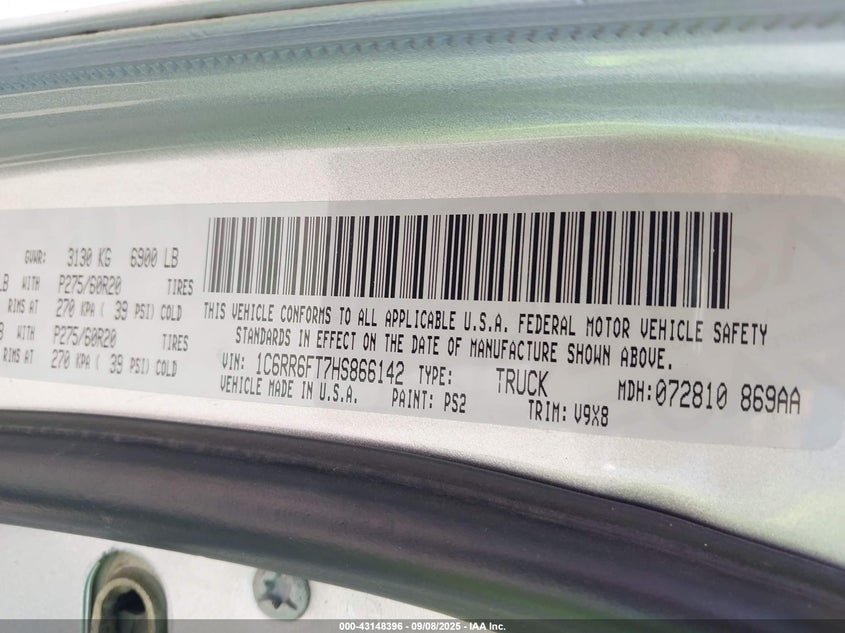 GVWR: 3130 KG 6900 LB
LB WITH P275/60R20 TIRES
RIMS AT 270 KPA ( 39 PSI) COLD
WITH P275/60R20 TIRES
RIMS AT 270 KPA ( 39 PSI) COLD
THIS VEHICLE CONFORMS TO ALL APPLICABLE U.S.A. FEDERAL MOTOR VEHICLE SAFETY
STANDARDS IN EFFECT ON THE DATE OF MANUFACTURE SHOWN ABOVE.
VIN: 1C6RR6FT7HS866142 TYPE: TRUCK MDH:072810 869AA
VEHICLE MADE IN U.S.A. PAINT: PS2 TRIM: V9X8
000-43148396 - 09/08/2025 - IAA, Inc.